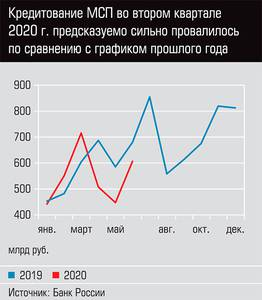 Кредитование МСП во втором квартале
2020 г. предсказуемо сильно провалилось
по сравнению с графиком прошлого года
900
800
700
600
500
400
янв. март май авг. окт. дек.
млрд руб.
2019 2020
Источник: Банк России